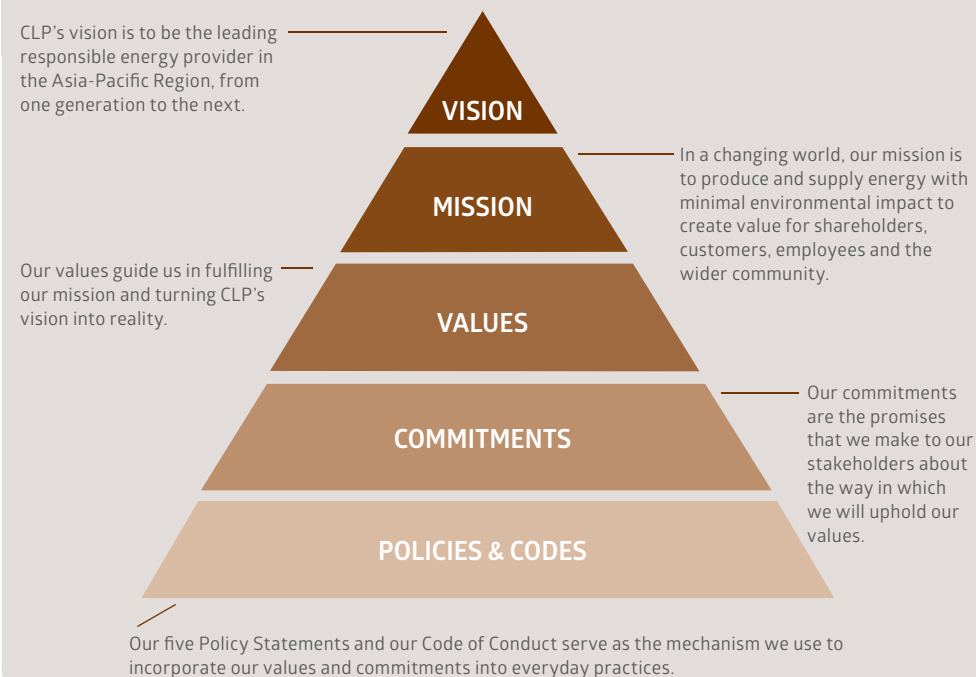 CLP’s vision is to be the leading
responsible energy provider in
the Asia-Pacific Region, from
one generation to the next.
VISION
In a changing world, our mission is
to produce and supply energy with
minimal environmental impact to
create value for shareholders,
customers, employees and the
wider community.
MISSION
Our values guide us in fulfilling
our mission and turning CLP’s
vision into reality.
VALUES
Our commitments
are the promises
that we make to our
stakeholders about
the way in which
we will uphold our
values.
COMMITMENTS
POLICIES & CODES
Our five Policy Statements and our Code of Conduct serve as the mechanism we use to
incorporate our values and commitments into everyday practices.